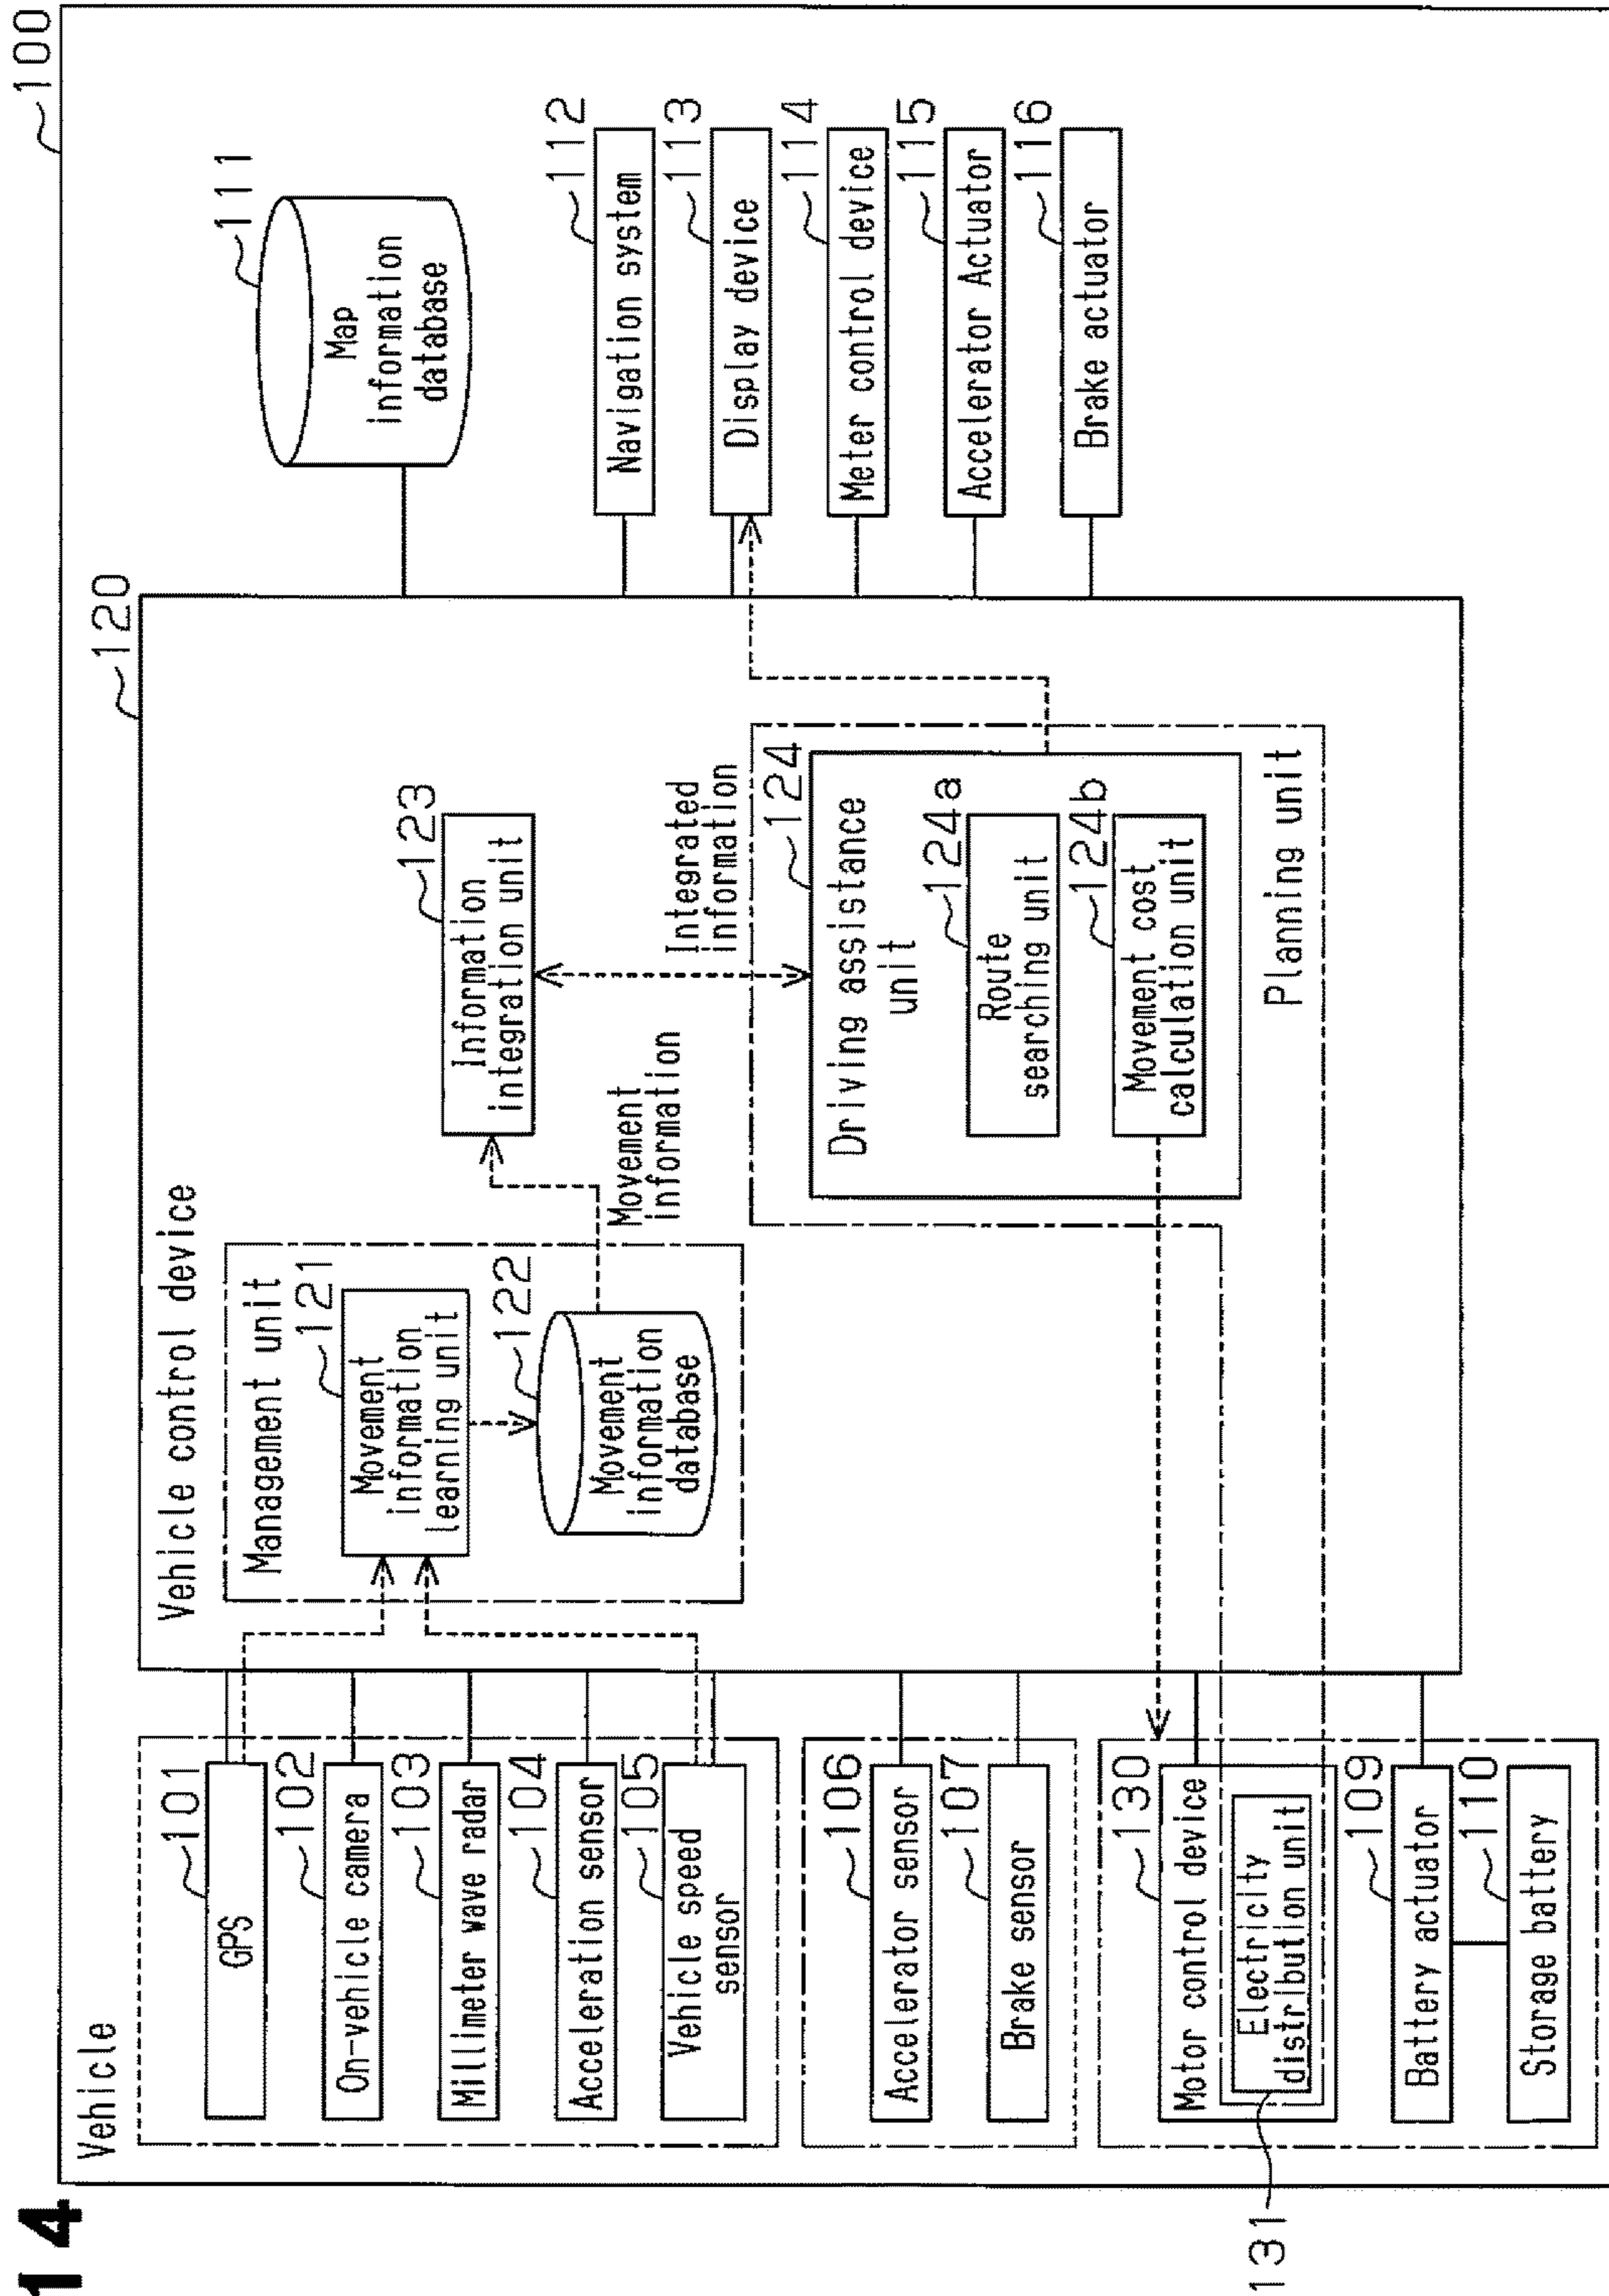 14
Vehicle
100
101
GPS
102
On-vehicle camera
103
Millimeter wave radar
104
Acceleration sensor
105
Vehicle speed
sensor
106
Accelerator sensor
107
Brake sensor
130
Motor control device
Electricity
distribution unit
131
109
Battery actuator
110
Storage battery
Vehicle control device
120
Management unit
121
Movement
information
learning unit
122
Movement
information
database
Movement
information
123
Information
integration unit
Integrated
information
124
Driving assistance
unit
124a
Route
searching unit
124b
Movement cost
calculation unit
Planning unit
111
Map
information
database
112
Navigation system
113
Display device
114
Meter control device
115
Accelerator Actuator
116
Brake actuator